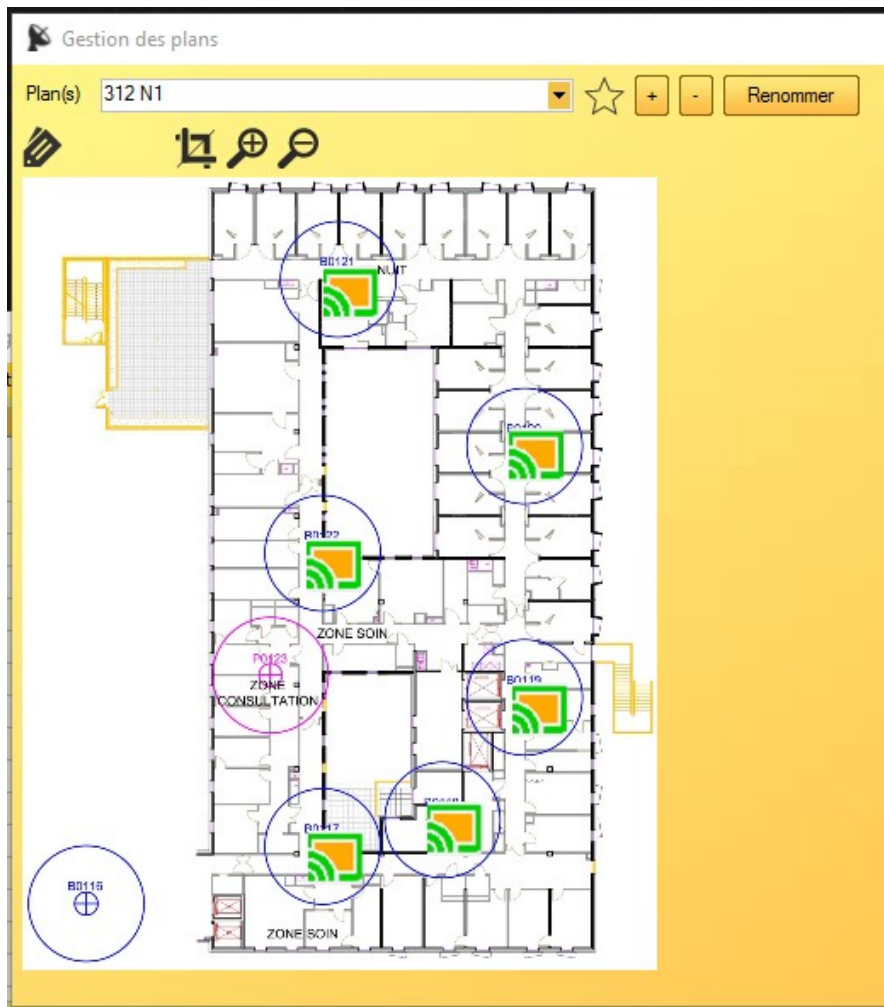 Gestion des plans
Plan(s) 312 N1 + - Renommer
B0121
NUIT
B0122
ZONE SOIN
P0123
ZONE
CONSULTATION
B0119
B0117
B0116
ZONE SOIN